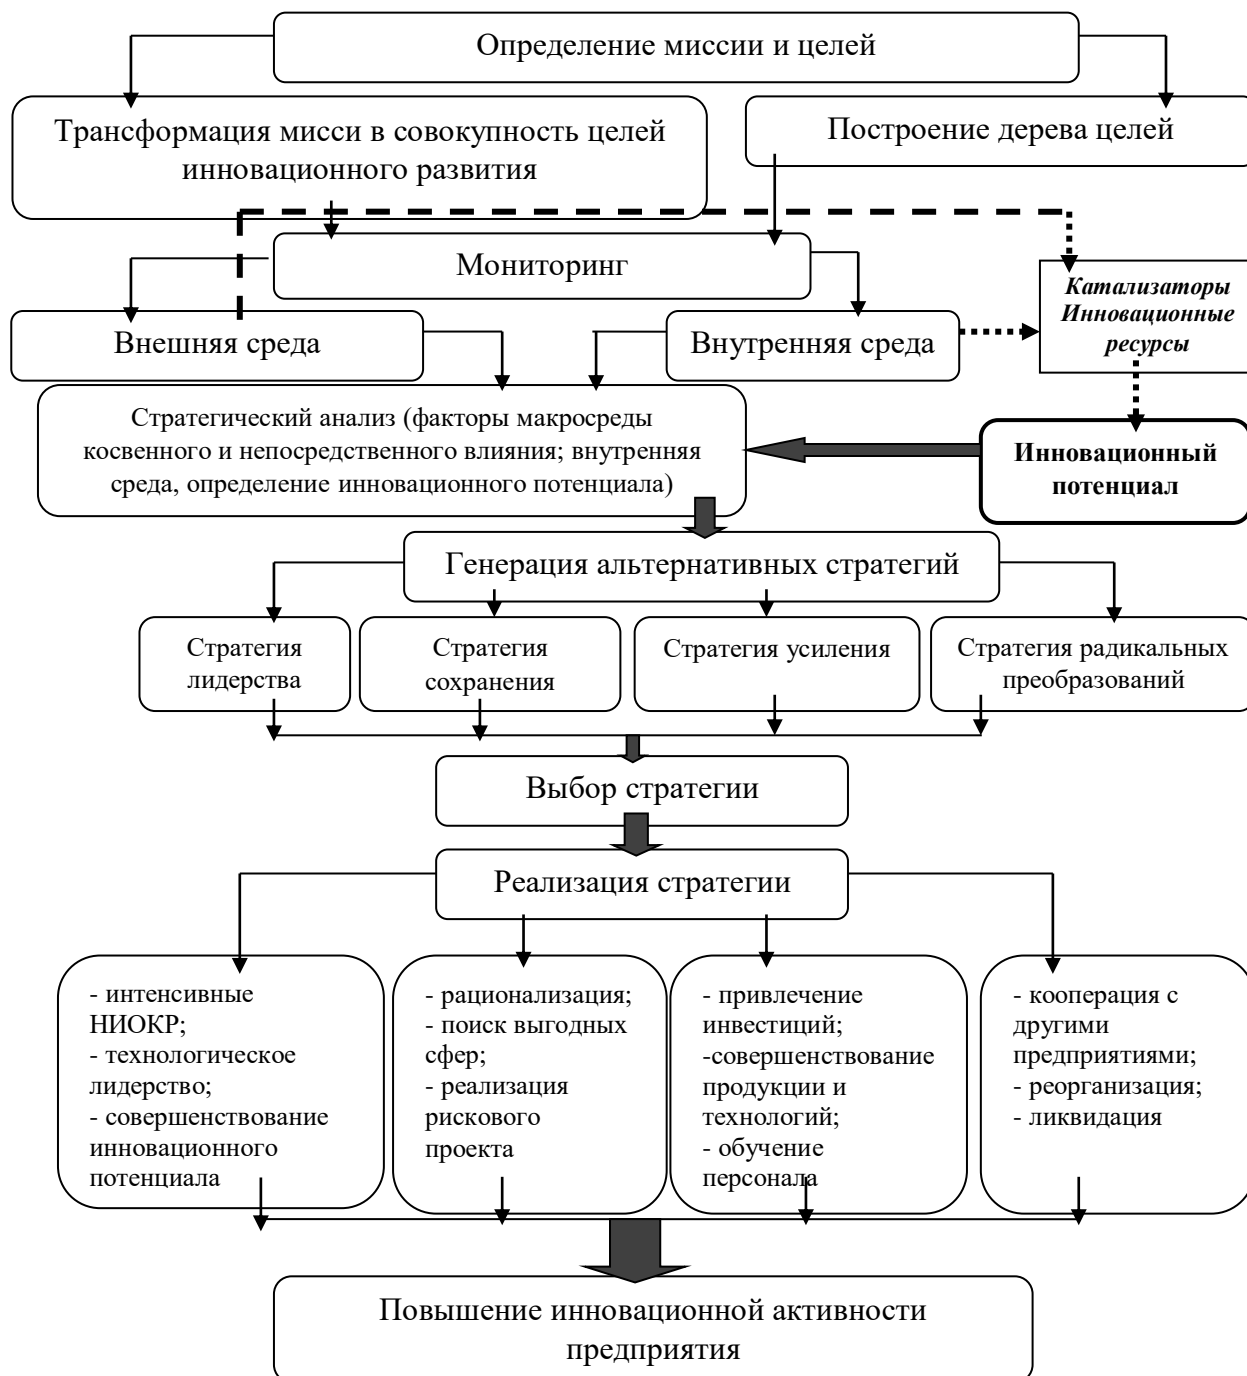 Определение миссии и целей
Трансформация мисси в совокупность целей
инновационного развития
Построение дерева целей
Мониторинг
Катализаторы
Инновационные
ресурсы
Внешняя среда
Внутренняя среда
Стратегический анализ (факторы макросреды
косвенного и непосредственного влияния; внутренняя
среда, определение инновационного потенциала)
Инновационный
потенциал
Генерация альтернативных стратегий
Стратегия
лидерства
Стратегия
сохранения
Стратегия усиления
Стратегия радикальных
преобразований
Выбор стратегии
Реализация стратегии
- интенсивные
НИОКР;
- технологическое
лидерство;
- совершенствование
инновационного
потенциала
- рационализация;
- поиск выгодных
сфер;
- реализация
рискового
проекта
- привлечение
инвестиций;
-совершенствование
продукции и
технологий;
- обучение
персонала
- кооперация с
другими
предприятиями;
- реорганизация;
- ликвидация
Повышение инновационной активности
предприятия